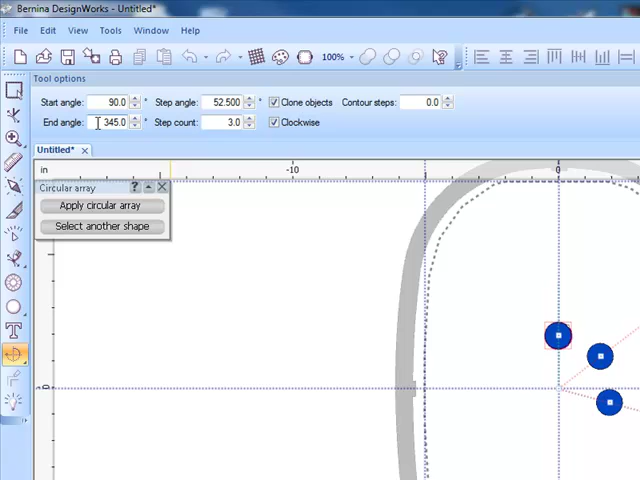 Bernina DesignWorks - Untitled*
File Edit View Tools Window Help
100%
Tool options
Start angle: 90.0 ° Step angle: 52.500 ° Clone objects Contour steps: 0.0
End angle: 345.0 ° Step count: 3.0 Clockwise
Untitled*
in -10 0
Circular array ?
Apply circular array
Select another shape
0